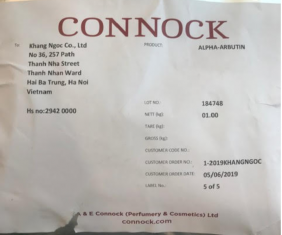 CONNOCK
To: Khang Ngoc Co., Ltd
No 36, 257 Path
Thanh Nha Street
Thanh Nhan Ward
Hai Ba Trung, Ha Noi
Vietnam
Hs no:2942 0000
PRODUCT: ALPHA-ARBUTIN
LOT NO.: 184748
NETT (kg): 01.00
TARE (kg):
GROSS (kg):
CUSTOMER CODE NO.:
CUSTOMER ORDER NO.: 1-2019KHANGNGOC
CUSTOMER ORDER DATE: 05/06/2019
LABEL No.: 5 of 5
A & E Connock (Perfumery & Cosmetics) Ltd
connock.com